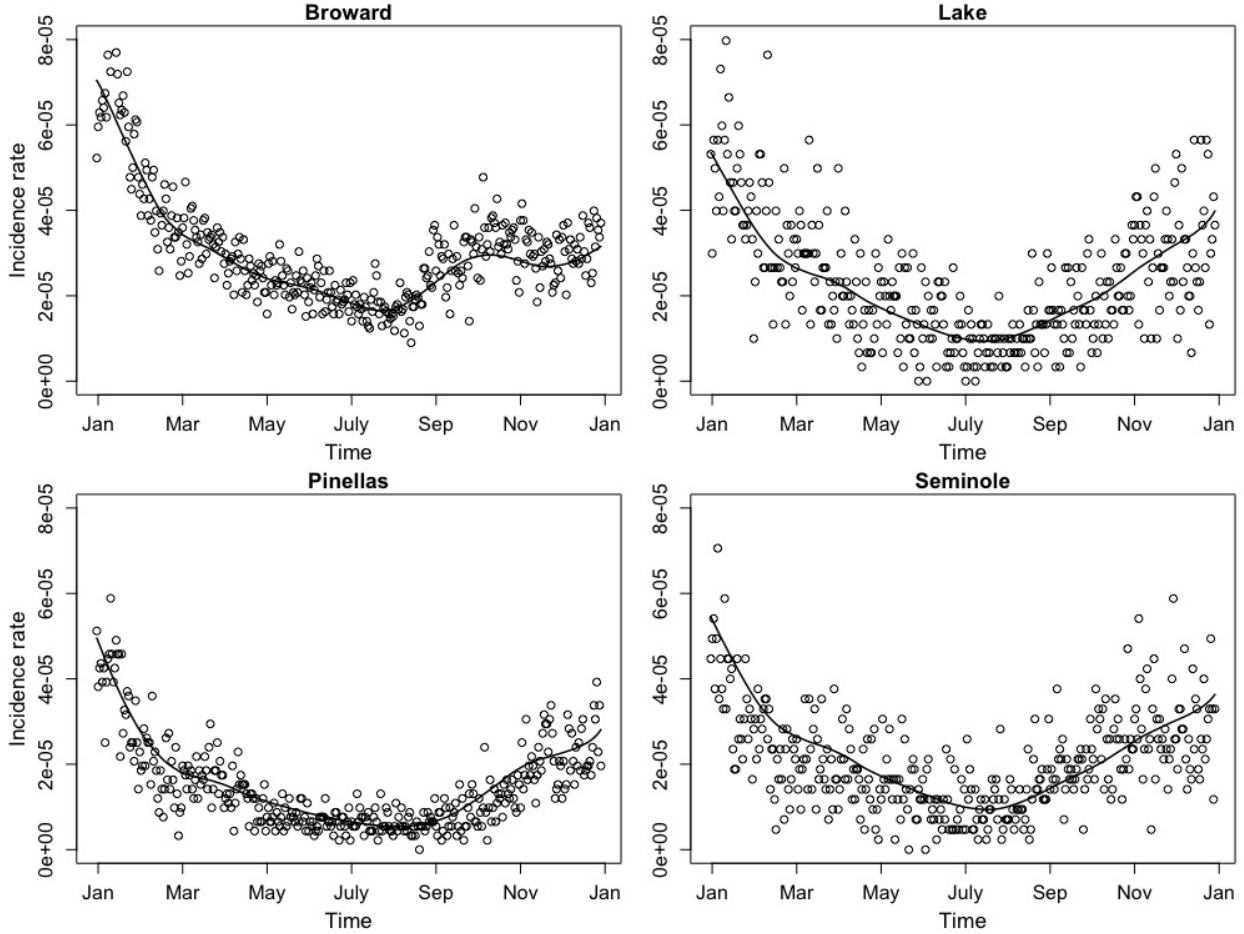 Broward
Lake
8e-05
6e-05
4e-05
2e-05
0e+00
Incidence rate
Jan Mar May July Sep Nov Jan
Time
8e-05
6e-05
4e-05
2e-05
0e+00
Jan Mar May July Sep Nov Jan
Time
Pinellas
Seminole
8e-05
6e-05
4e-05
2e-05
0e+00
Incidence rate
Jan Mar May July Sep Nov Jan
Time
8e-05
6e-05
4e-05
2e-05
0e+00
Jan Mar May July Sep Nov Jan
Time